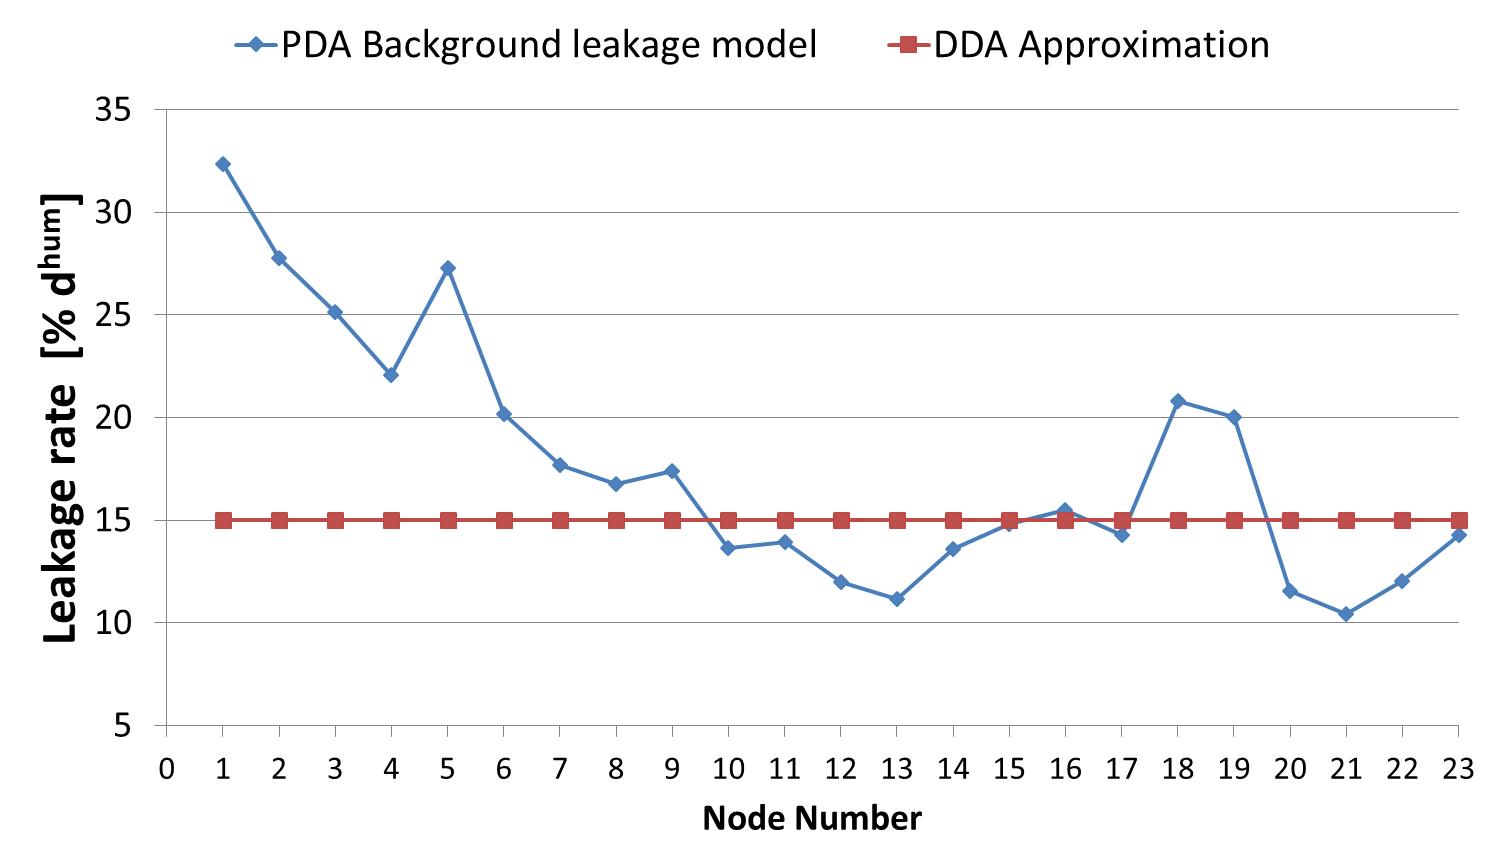 PDA Background leakage model DDA Approximation
35
30
25
20
15
10
5
Leakage rate [% dʰᵘᵐ]
0 1 2 3 4 5 6 7 8 9 10 11 12 13 14 15 16 17 18 19 20 21 22 23
Node Number